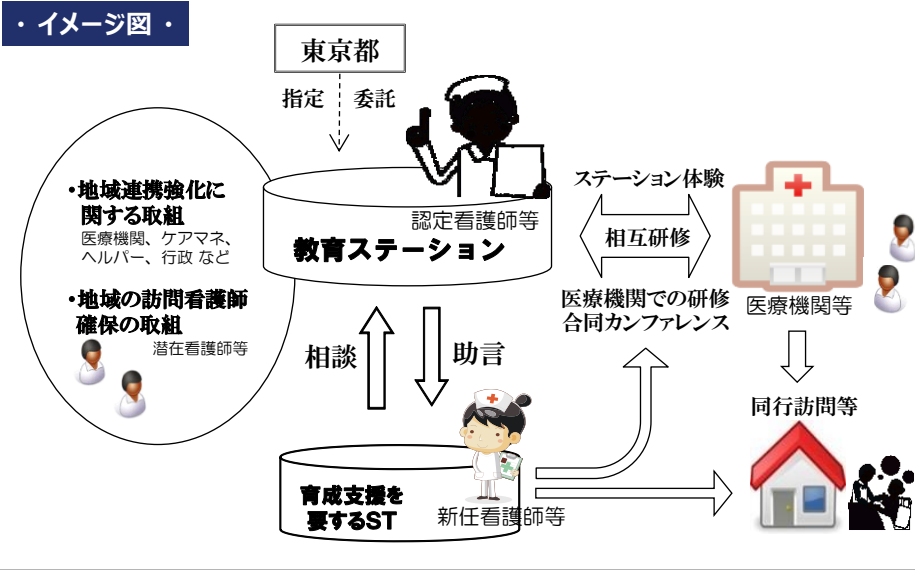 ・イメージ図・
東京都
指定
委託
・地域連携強化に
関する取組
医療機関、ケアマネ、
ヘルパー、行政 など
・地域の訪問看護師
確保の取組
潜在看護師等
認定看護師等
教育ステーション
ステーション体験
相互研修
医療機関での研修
合同カンファレンス
医療機関等
相談
助言
同行訪問等
育成支援を
要するST
新任看護師等